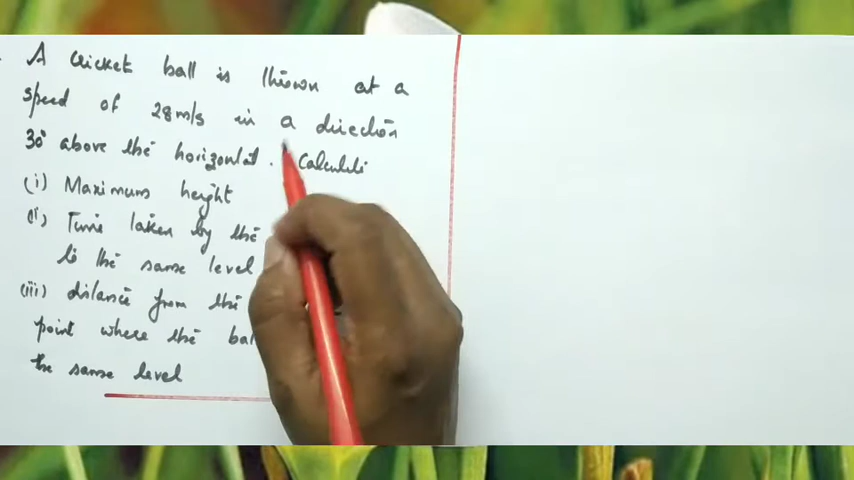 A cricket ball is thrown at a
speed of 28m/s in a direction
30° above the horizontal. Calculate
(i) Maximum height
(ii) Time taken by the
to the same level
(iii) distance from the
point where the bal
the same level